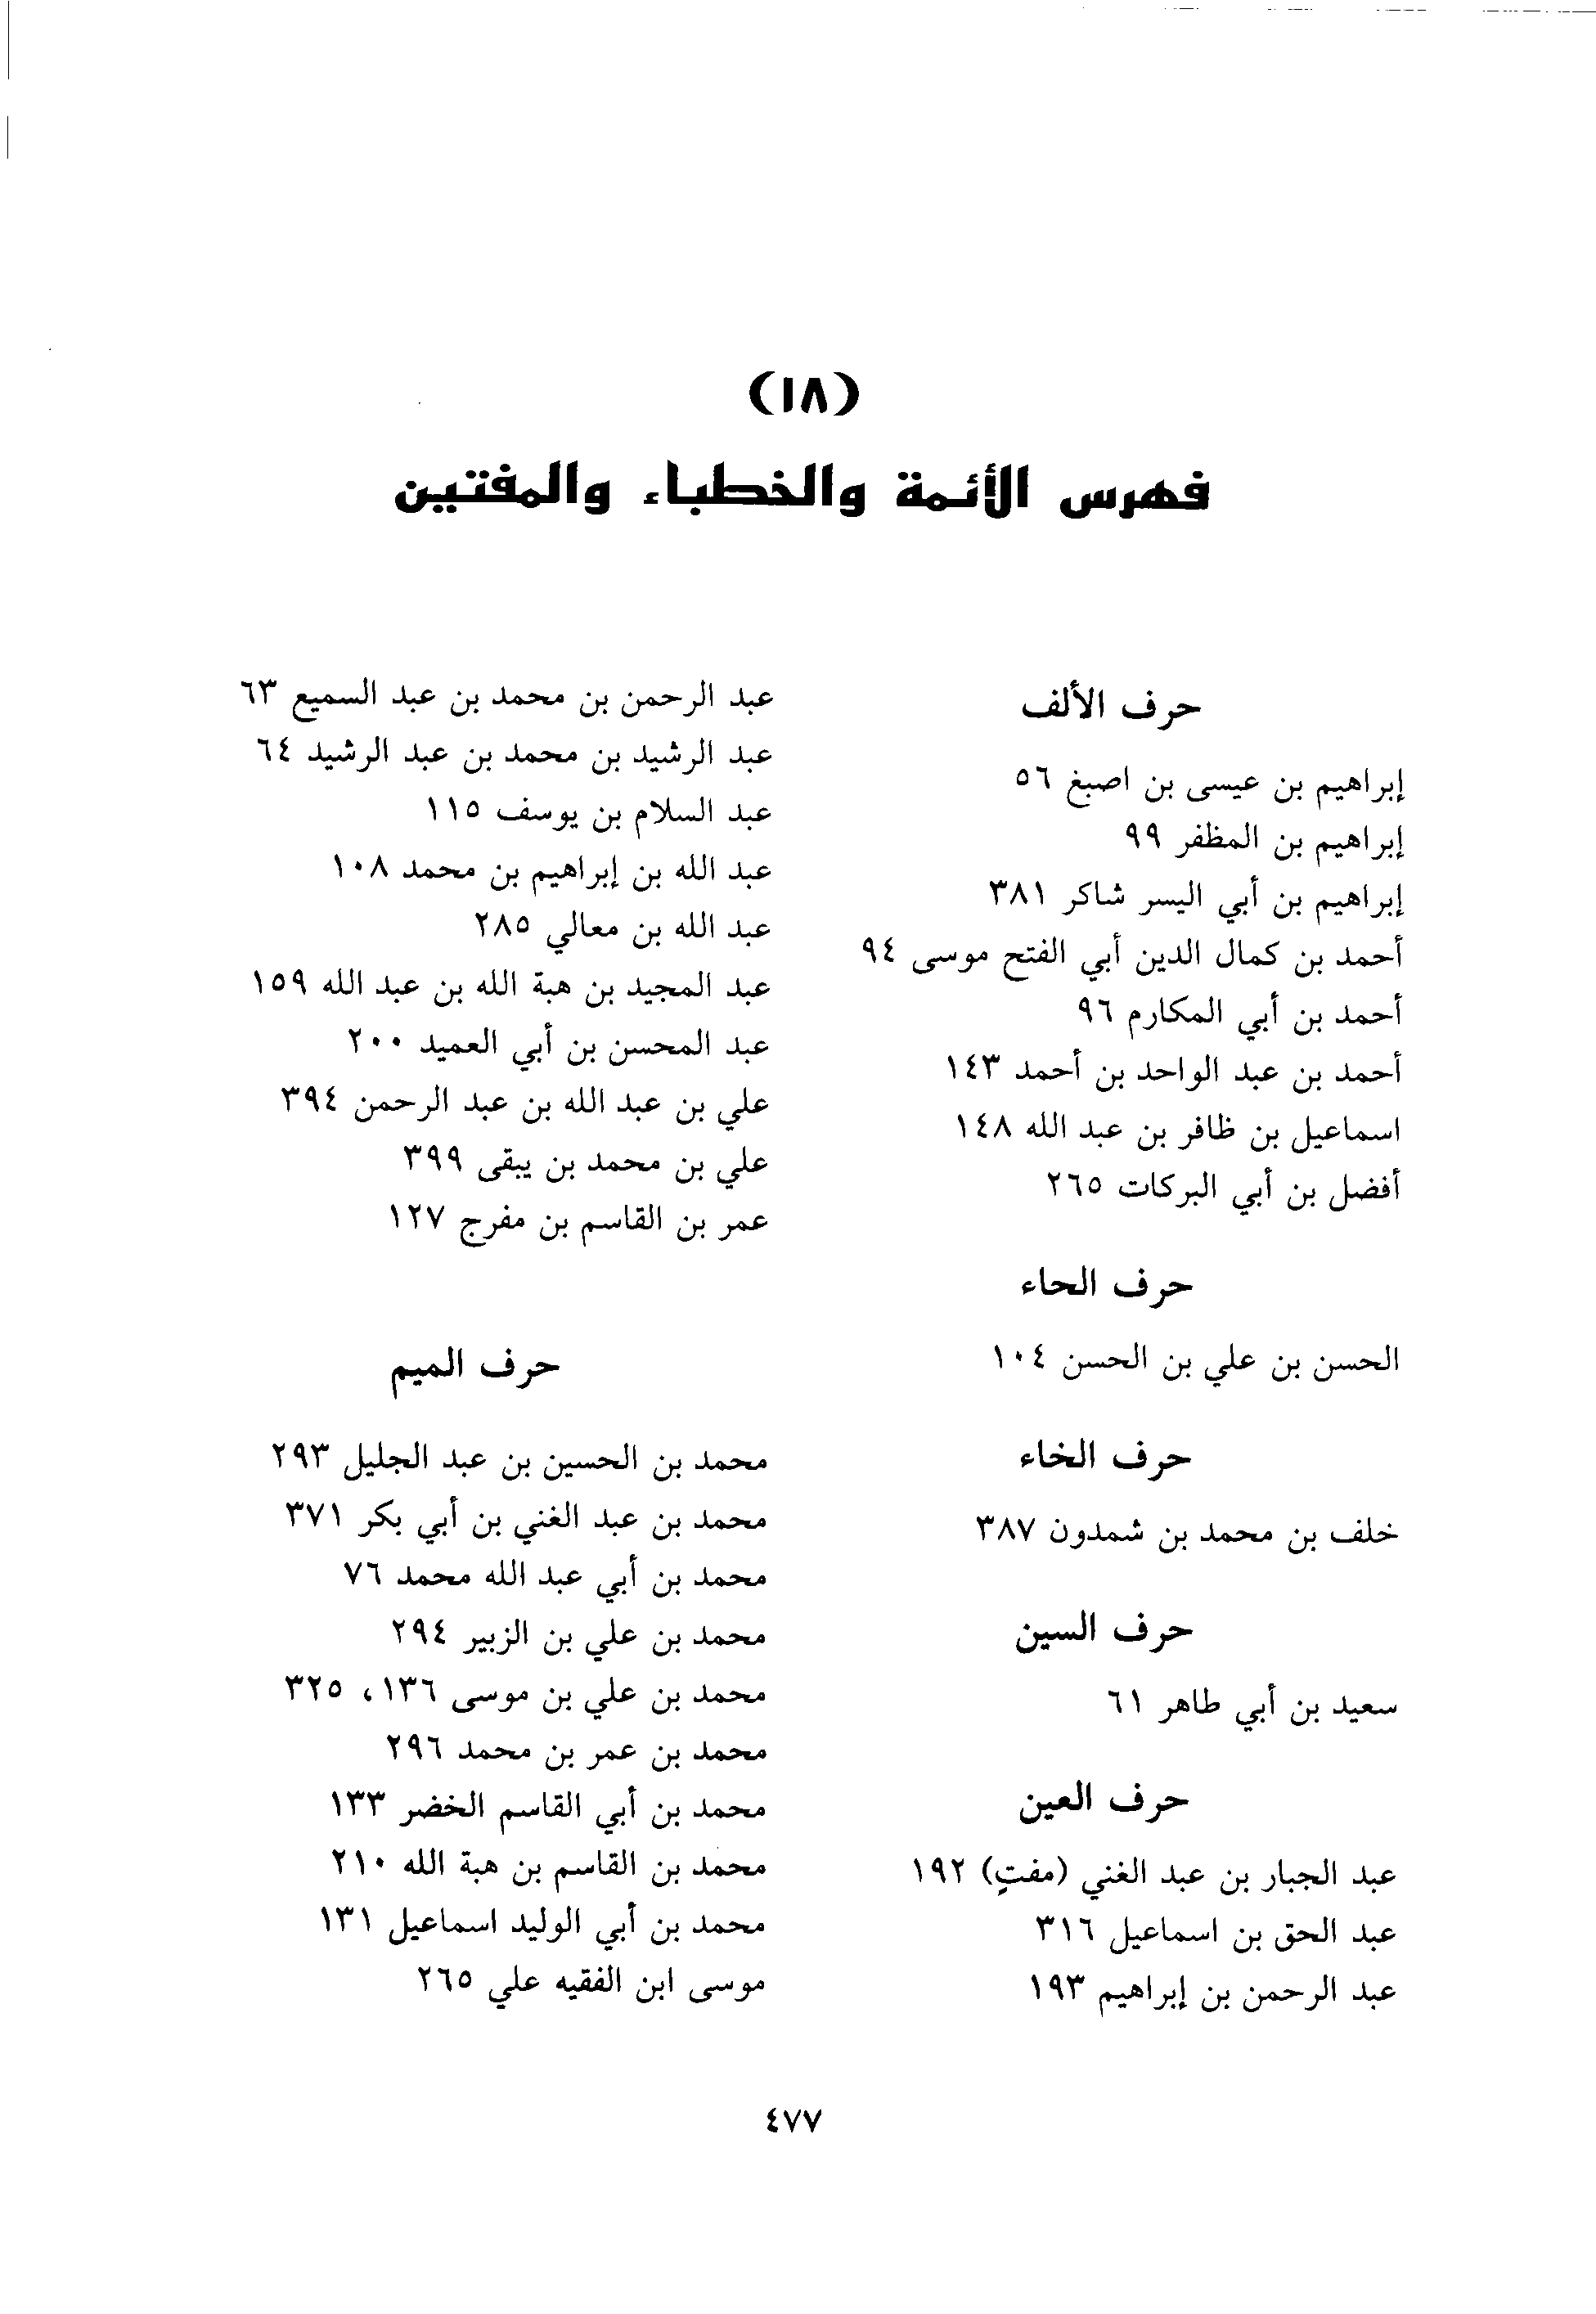 (١٨)
فهرس الأئمة والخطباء والمفتيين
حرف الألف
إبراهيم بن عيسى بن اصبغ ٥٦
إبراهيم بن المظفر ٩٩
إبراهيم بن أبي اليسر شاكر ٣٨١
أحمد بن كمال الدين أبي الفتح موسى ٩٤
أحمد بن أبي المكارم ٩٦
أحمد بن عبد الواحد بن أحمد ١٤٣
اسماعيل بن ظافر بن عبد الله ١٤٨
أفضل بن أبي البركات ٢٦٥
حرف الحاء
الحسن بن علي بن الحسن ١٠٤
حرف الخاء
خلف بن محمد بن شمدون ٣٨٧
حرف السين
سعيد بن أبي طاهر ٦١
حرف العين
عبد الجبار بن عبد الغني (مفتٍ) ١٩٢
عبد الحق بن اسماعيل ٣١٦
عبد الرحمن بن إبراهيم ١٩٣
عبد الرحمن بن محمد بن عبد السميع ٦٣
عبد الرشيد بن محمد بن عبد الرشيد ٦٤
عبد السلام بن يوسف ١١٥
عبد الله بن إبراهيم بن محمد ١٠٨
عبد الله بن معالي ٢٨٥
عبد المجيد بن هبة الله بن عبد الله ١٥٩
عبد المحسن بن أبي العميد ٢٠٠
علي بن عبد الله بن عبد الرحمن ٣٩٤
علي بن محمد بن يبقى ٣٩٩
عمر بن القاسم بن مفرج ١٢٧
حرف الميم
محمد بن الحسين بن عبد الجليل ٢٩٣
محمد بن عبد الغني بن أبي بكر ٣٧١
محمد بن أبي عبد الله محمد ٧٦
محمد بن علي بن الزبير ٢٩٤
محمد بن علي بن موسى ١٣٦، ٣٢٥
محمد بن عمر بن محمد ٢٩٦
محمد بن أبي القاسم الخضر ١٣٣
محمد بن القاسم بن هبة الله ٢١٠
محمد بن أبي الوليد اسماعيل ١٣١
موسى ابن الفقيه علي ٢٦٥
٤٧٧